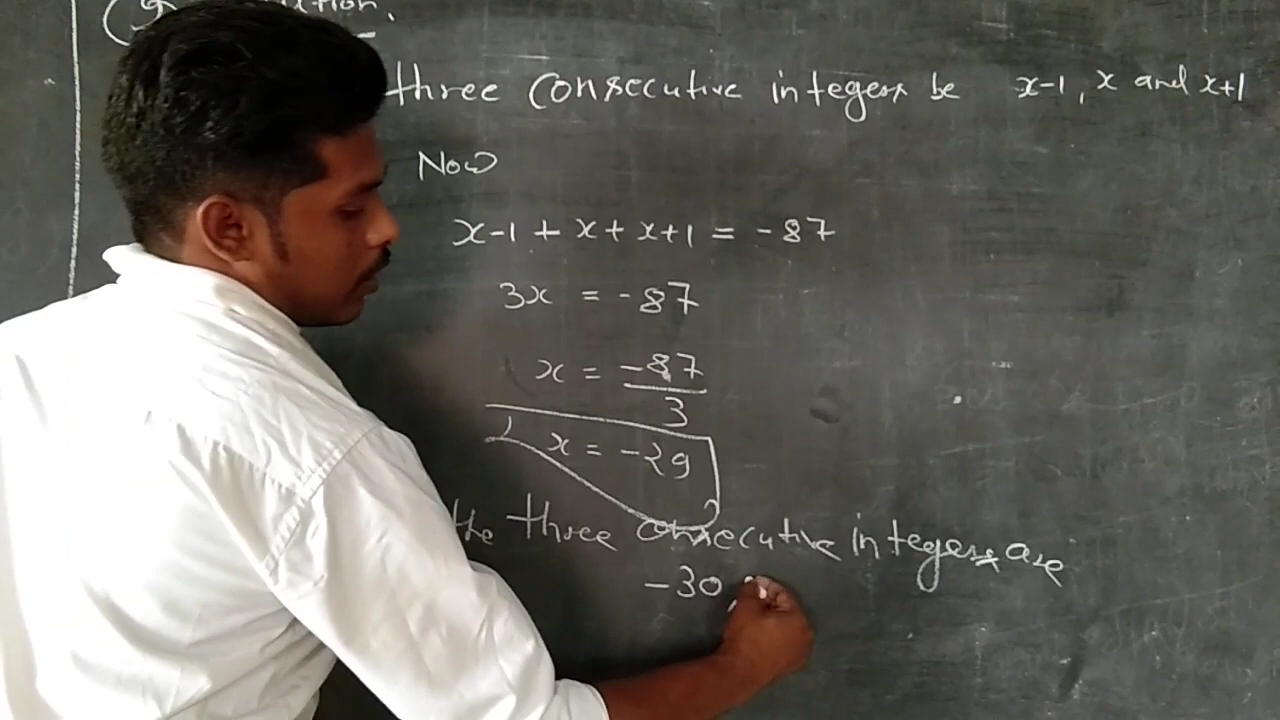 three consecutive integers be x-1, x and x+1
Now
x-1 + x + x+1 = -87
3x = -87
x = -87/3
x = -29
the three consecutive integers are
-30